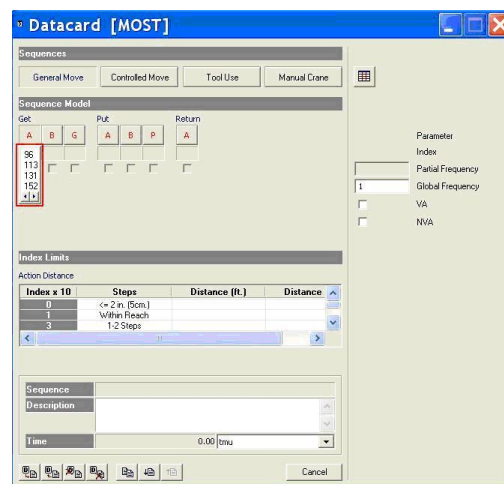 Datacard [MOST]
Sequences
General Move Controlled Move Tool Use Manual Crane
Sequence Model
Get Put Return
A B G A B P A
96
113
131
152
Parameter
Index
Partial Frequency
1 Global Frequency
VA
NVA
Index Limits
Action Distance
Index x 10 Steps Distance (ft.) Distance
0 <= 2 in. (5cm.)
1 Within Reach
3 1-2 Steps
Sequence
Description
Time 0.00 tmu
Cancel